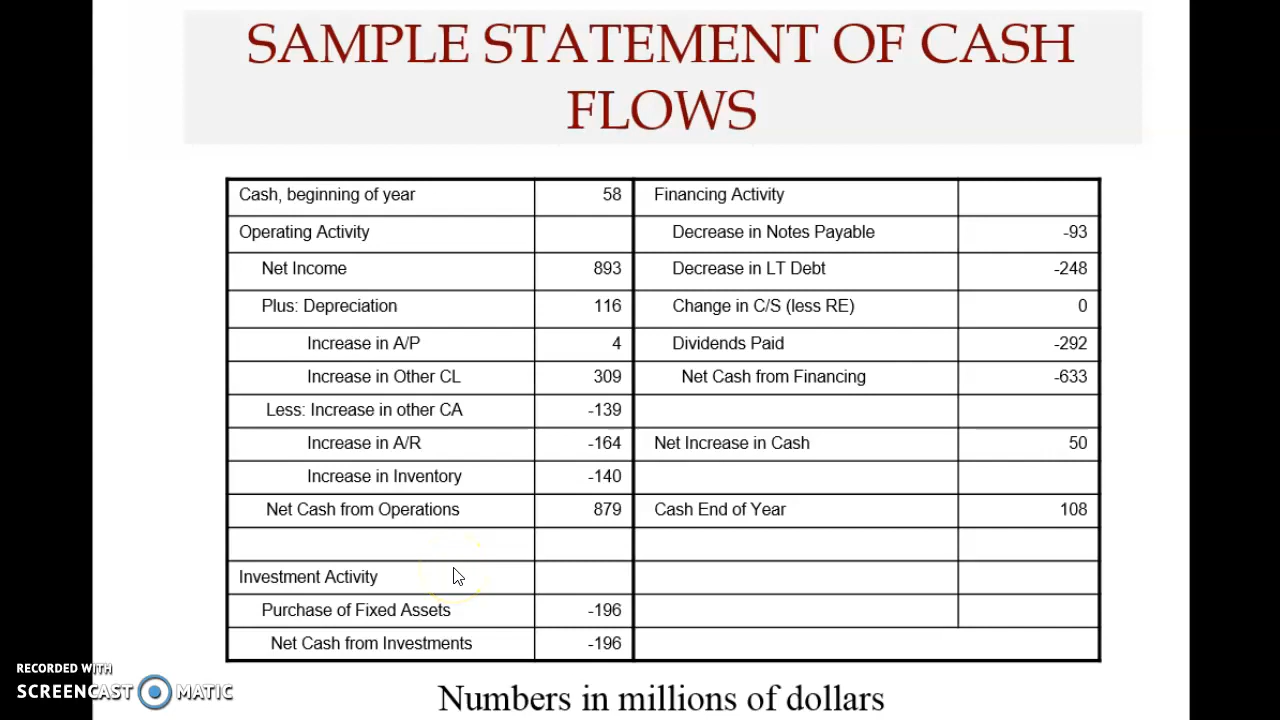 SAMPLE STATEMENT OF CASH
FLOWS
Cash, beginning of year 58
Operating Activity
Net Income 893
Plus: Depreciation 116
Increase in A/P 4
Increase in Other CL 309
Less: Increase in other CA -139
Increase in A/R -164
Increase in Inventory -140
Net Cash from Operations 879
Investment Activity
Purchase of Fixed Assets -196
Net Cash from Investments -196
Financing Activity
Decrease in Notes Payable -93
Decrease in LT Debt -248
Change in C/S (less RE) 0
Dividends Paid -292
Net Cash from Financing -633
Net Increase in Cash 50
Cash End of Year 108
Numbers in millions of dollars
RECORDED WITH
SCREENCAST MATIC